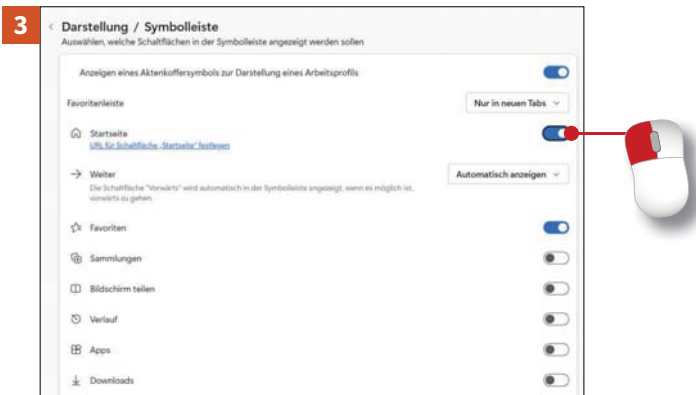 3
Darstellung / Symbolleiste
Auswählen, welche Schaltflächen in der Symbolleiste angezeigt werden sollen
Anzeigen eines Aktenkoffersymbols zur Darstellung eines Arbeitsprofils
Favoritenleiste
Nur in neuen Tabs
Startseite
URL für Schaltfläche „Startseite“ festlegen
Weiter
Automatisch anzeigen
Die Schaltfläche "Vorwärts" wird automatisch in der Symbolleiste angezeigt, wenn es möglich ist,
vorwärts zu gehen.
Favoriten
Sammlungen
Bildschirm teilen
Verlauf
Apps
Downloads